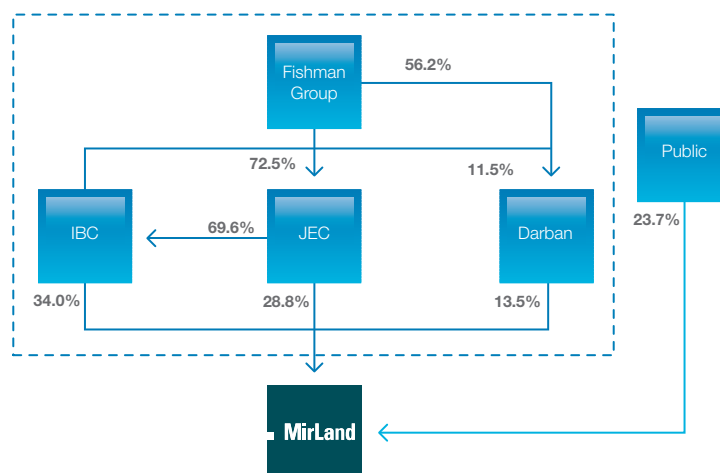 56.2%
Fishman
Group
Public
72.5%
11.5%
23.7%
IBC
69.6%
JEC
Darban
34.0%
28.8%
13.5%
MirLand